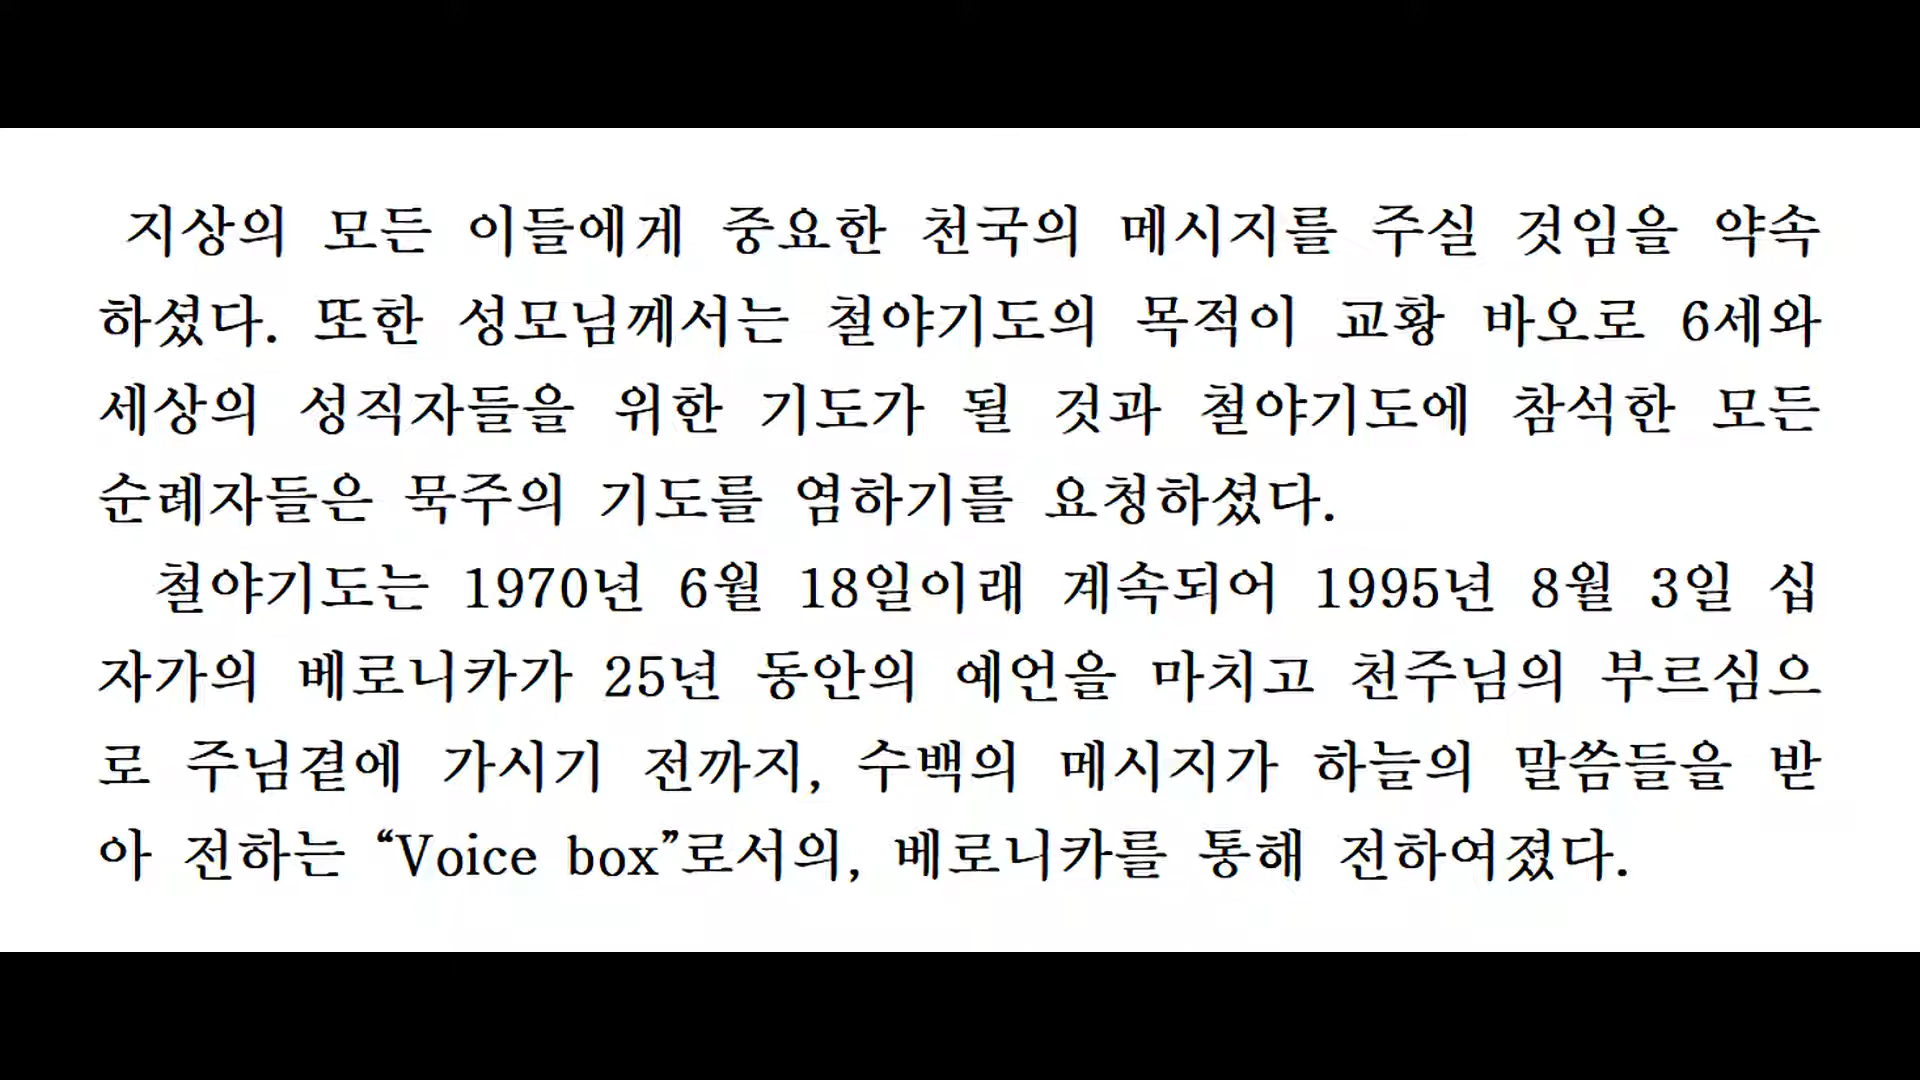 지상의 모든 이들에게 중요한 천국의 메시지를 주실 것임을 약속
하셨다. 또한 성모님께서는 철야기도의 목적이 교황 바오로 6세와
세상의 성직자들을 위한 기도가 될 것과 철야기도에 참석한 모든
순례자들은 묵주의 기도를 염하기를 요청하셨다.
철야기도는 1970년 6월 18일이래 계속되어 1995년 8월 3일 십
자가의 베로니카가 25년 동안의 예언을 마치고 천주님의 부르심으
로 주님곁에 가시기 전까지, 수백의 메시지가 하늘의 말씀들을 받
아 전하는 “Voice box”로서의, 베로니카를 통해 전하여졌다.